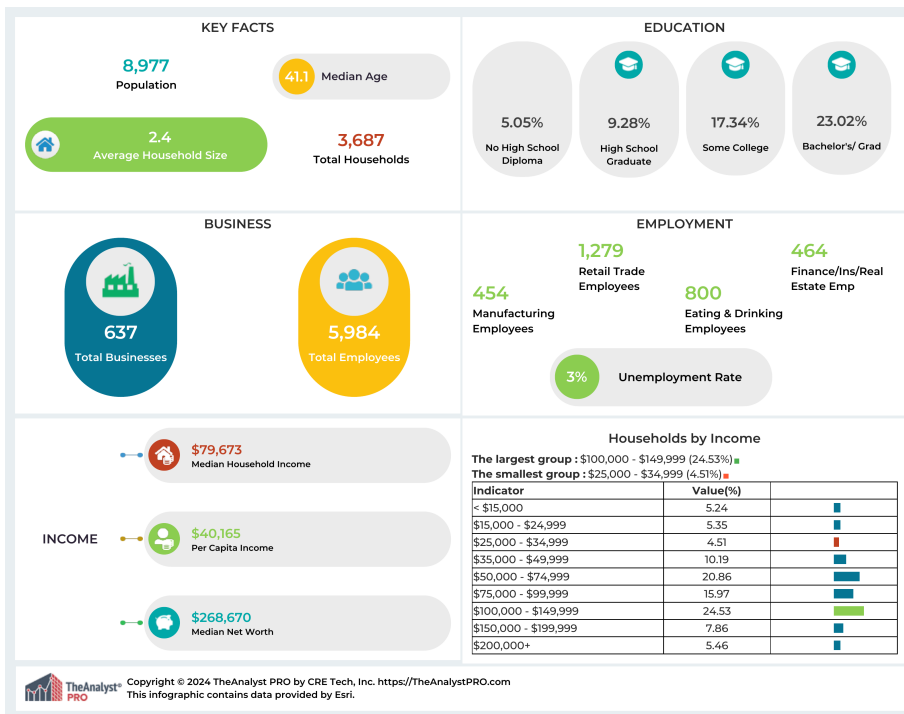 KEY FACTS
8,977
Population
41.1 Median Age
2.4
Average Household Size
3,687
Total Households
EDUCATION
5.05%
No High School
Diploma
9.28%
High School
Graduate
17.34%
Some College
23.02%
Bachelor's/ Grad
BUSINESS
637
Total Businesses
5,984
Total Employees
EMPLOYMENT
454
Manufacturing
Employees
1,279
Retail Trade
Employees
800
Eating & Drinking
Employees
464
Finance/Ins/Real
Estate Emp
3% Unemployment Rate
INCOME
$79,673
Median Household Income
$40,165
Per Capita Income
$268,670
Median Net Worth
Households by Income
The largest group : $100,000 - $149,999 (24.53%)
The smallest group : $25,000 - $34,999 (4.51%)
Indicator Value(%)
< $15,000 5.24
$15,000 - $24,999 5.35
$25,000 - $34,999 4.51
$35,000 - $49,999 10.19
$50,000 - $74,999 20.86
$75,000 - $99,999 15.97
$100,000 - $149,999 24.53
$150,000 - $199,999 7.86
$200,000+ 5.46
TheAnalyst®
PRO
Copyright © 2024 TheAnalyst PRO by CRE Tech, Inc. https://TheAnalystPRO.com
This infographic contains data provided by Esri.